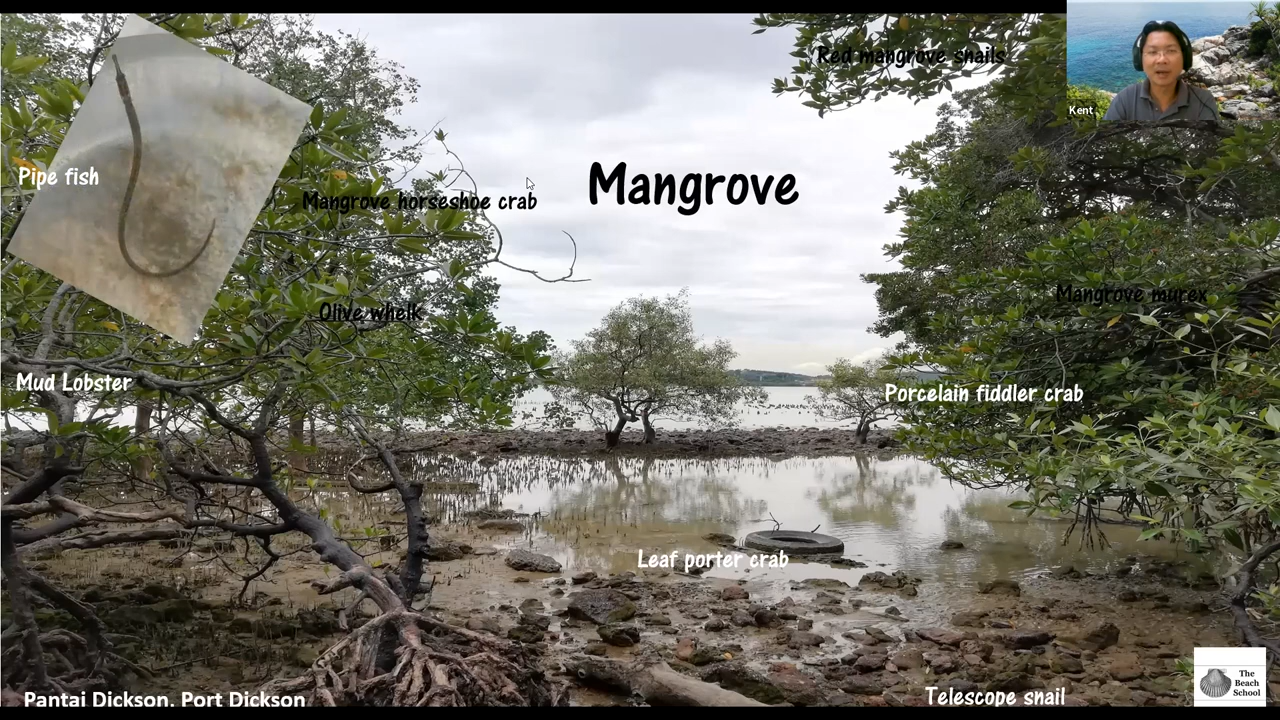 Red mangrove snails
Kent
Mangrove
Pipe fish
Mangrove horseshoe crab
Mangrove murex
Olive whelk
Mud Lobster
Porcelain fiddler crab
Leaf porter crab
The
Beach
School
Pantai Dickson, Port Dickson
Telescope snail